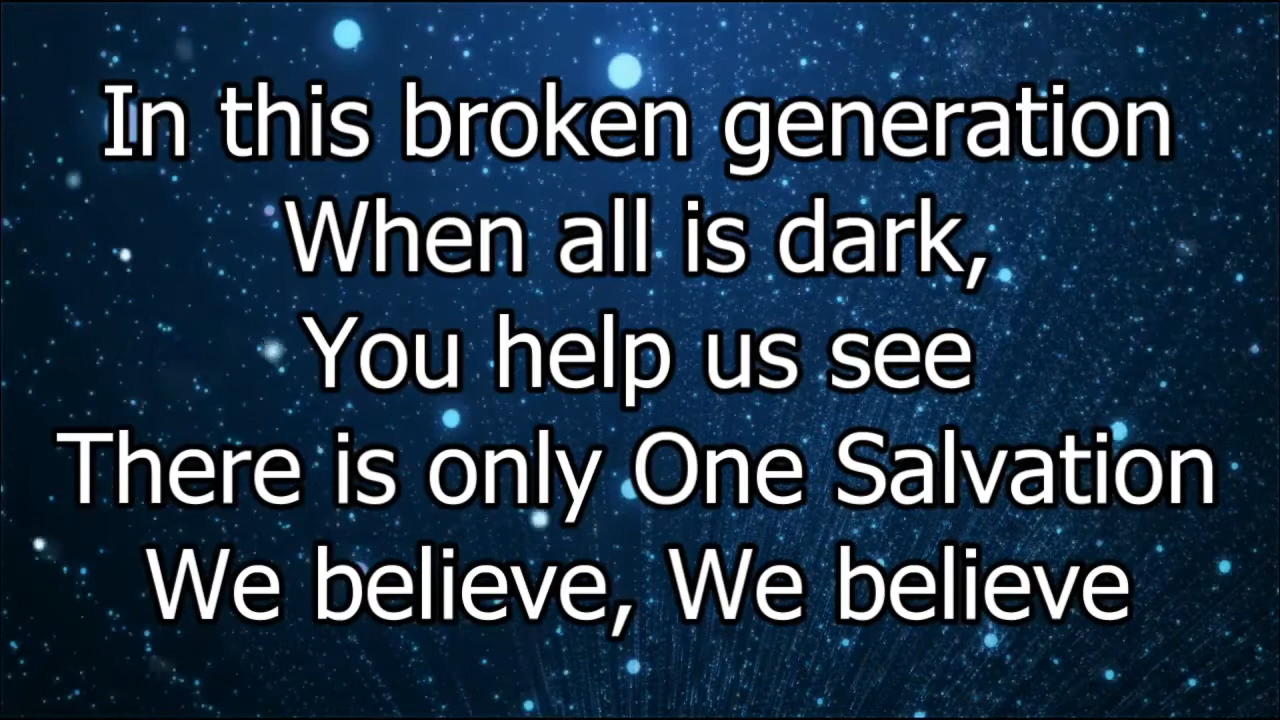 In this broken generation
When all is dark,
You help us see
There is only One Salvation
We believe, We believe